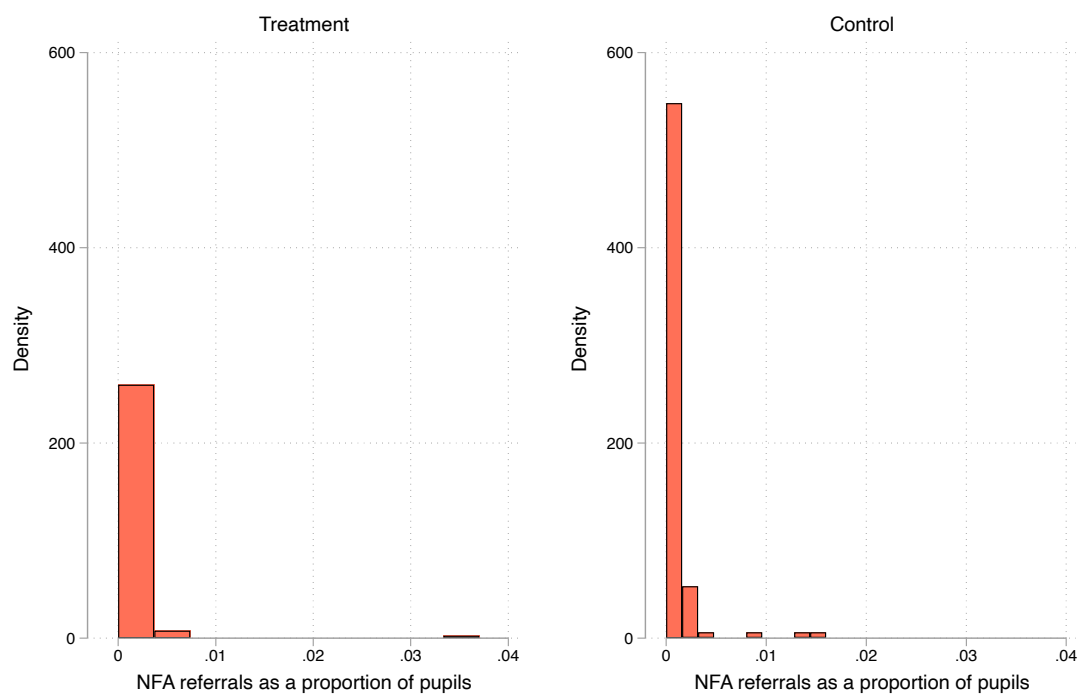 Treatment
600
400
200
0
Density
0 .01 .02 .03 .04
NFA referrals as a proportion of pupils
Control
600
400
200
0
Density
0 .01 .02 .03 .04
NFA referrals as a proportion of pupils